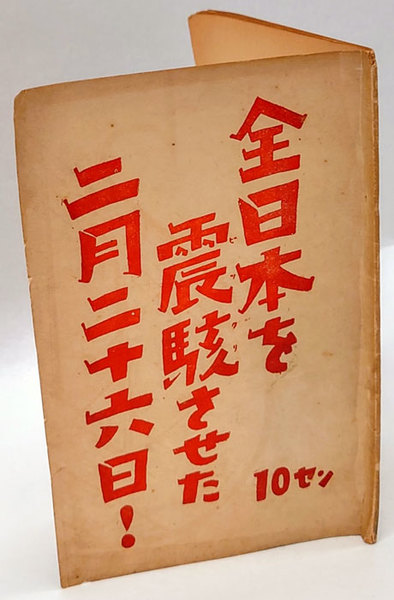 全日本を
震駭させた
二月二十六日！
10セン